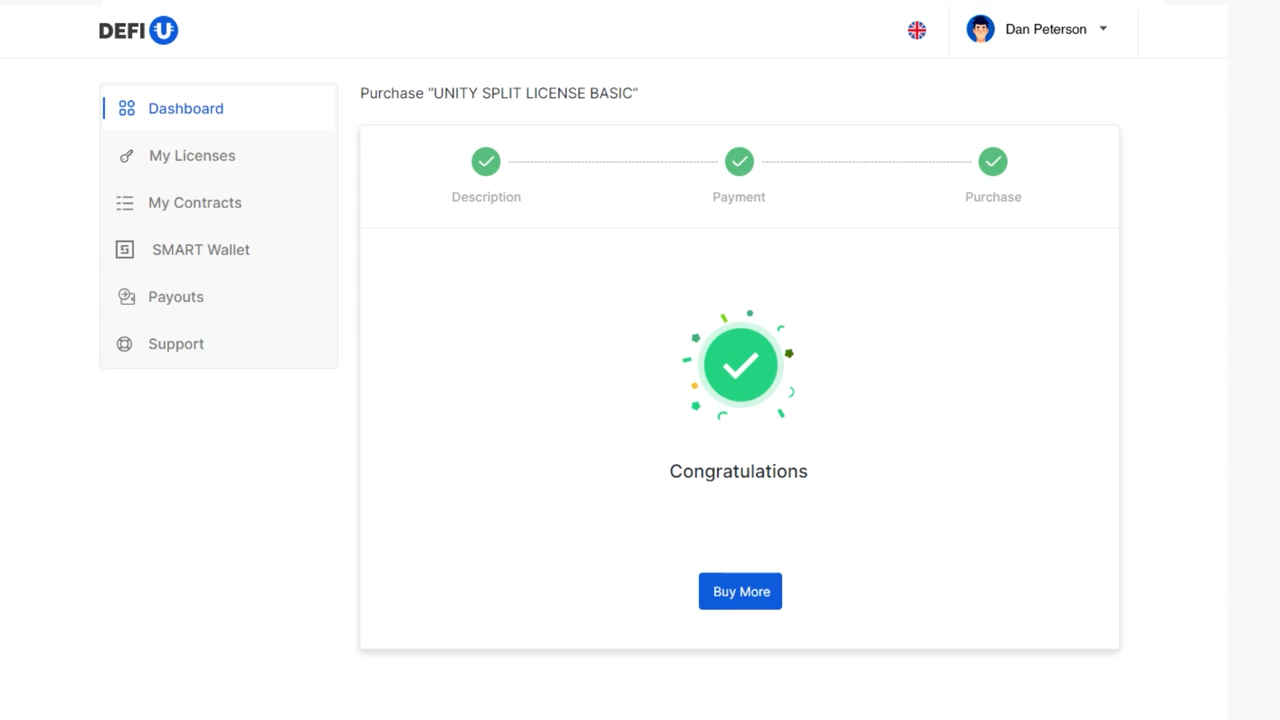 DEFI U
Dan Peterson
Dashboard
My Licenses
My Contracts
SMART Wallet
Payouts
Support
Purchase “UNITY SPLIT LICENSE BASIC”
Description
Payment
Purchase
Congratulations
Buy More